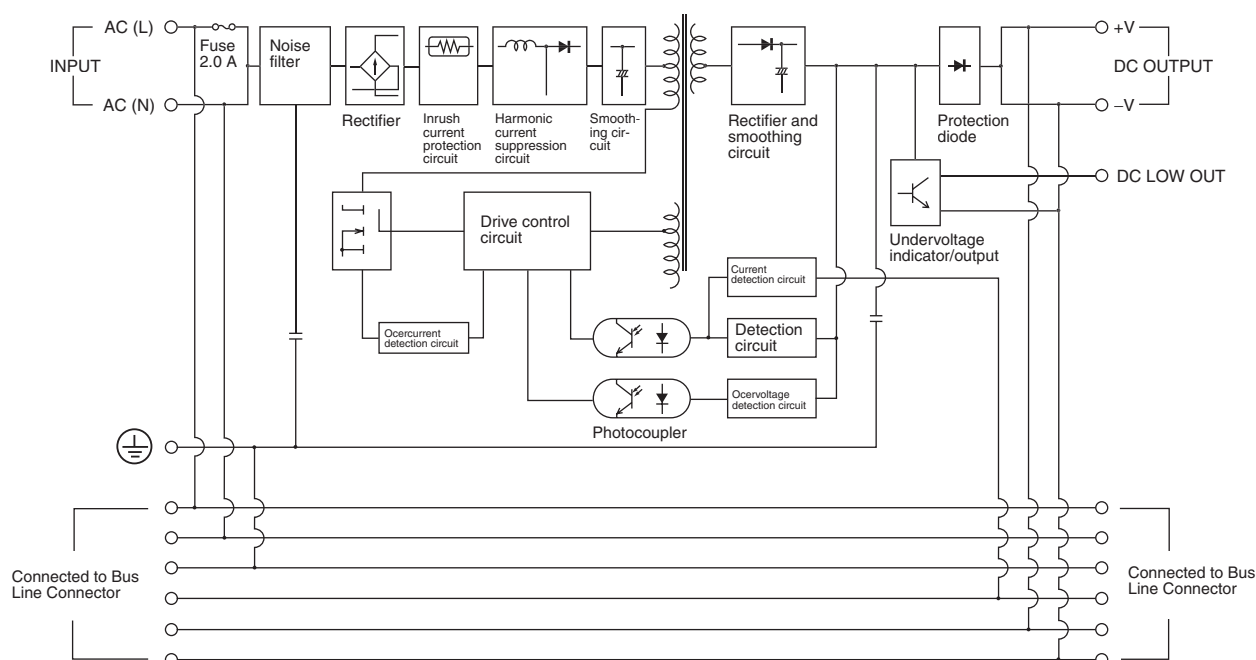 AC (L)
Fuse
2.0 A
Noise
filter
INPUT
AC (N)
Rectifier
Inrush
current
protection
circuit
Harmonic
current
suppression
circuit
Smooth-
ing cir-
cuit
Rectifier and
smoothing
circuit
Protection
diode
+V
DC OUTPUT
–V
DC LOW OUT
Undervoltage
indicator/output
Drive control
circuit
Current
detection circuit
Ocercurrent
detection circuit
Detection
circuit
Ocervoltage
detection circuit
Photocoupler
Connected to Bus
Line Connector
Connected to Bus
Line Connector